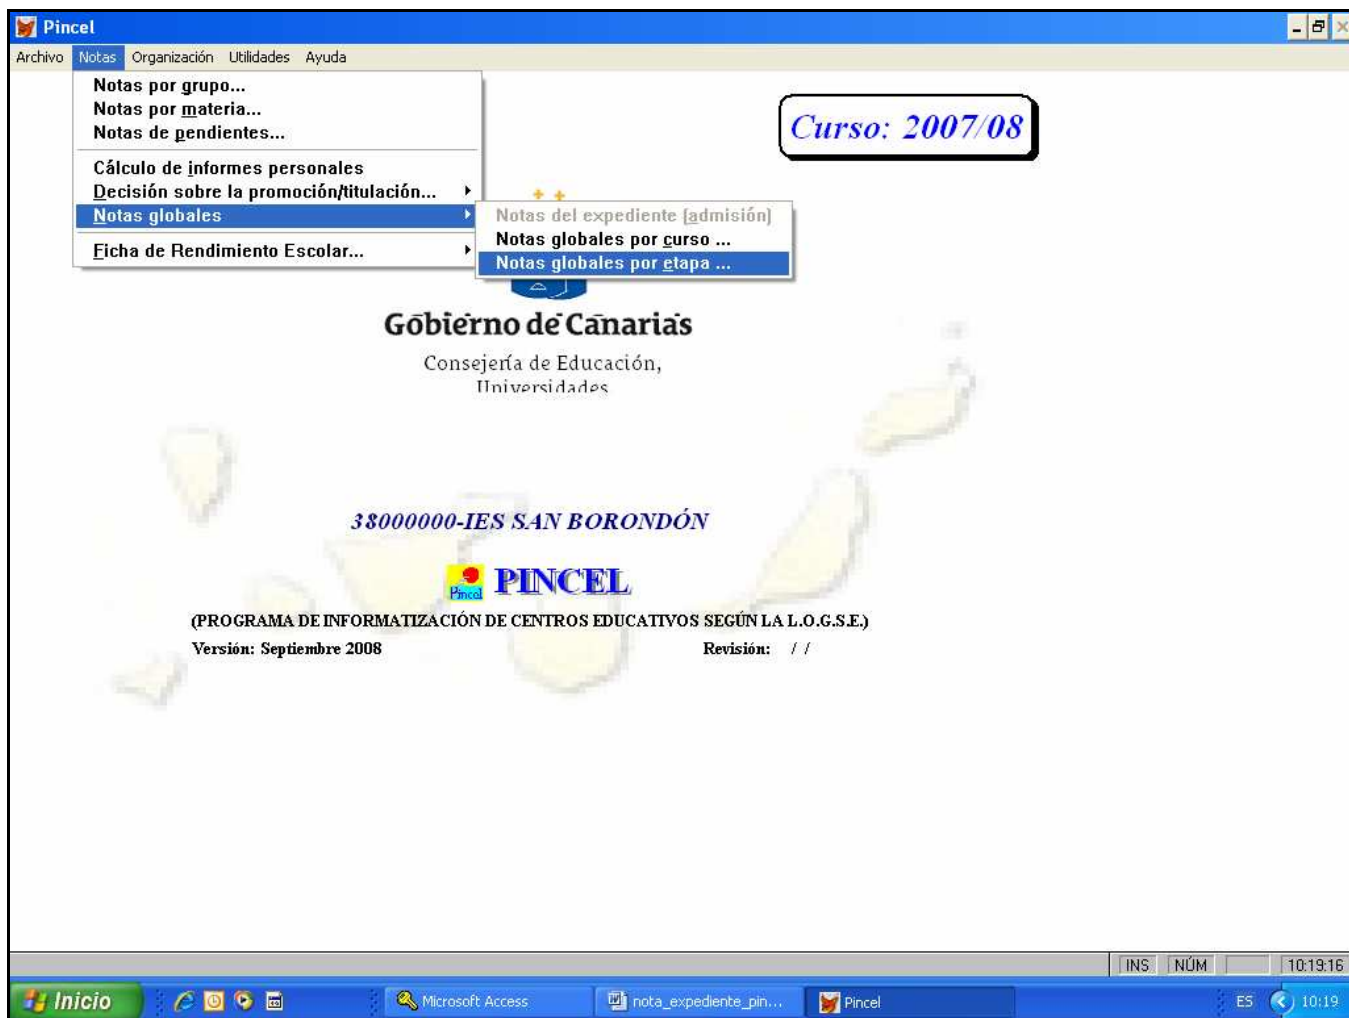 Pincel
Archivo Notas Organización Utilidades Ayuda
Notas por grupo...
Notas por materia...
Notas de pendientes...
Cálculo de informes personales
Decisión sobre la promoción/titulación...
Notas globales
Ficha de Rendimiento Escolar...
Notas del expediente (admisión)
Notas globales por curso ...
Notas globales por etapa ...
Curso: 2007/08
Gobierno de Canarias
Consejería de Educación,
Universidades
38000000-IES SAN BORONDÓN
Pincel
PINCEL
(PROGRAMA DE INFORMATIZACIÓN DE CENTROS EDUCATIVOS SEGÚN LA L.O.G.S.E.)
Versión: Septiembre 2008 Revisión: / /
INS NÚM 10:19:16
Inicio Microsoft Access nota_expediente_pin... Pincel ES 10:19